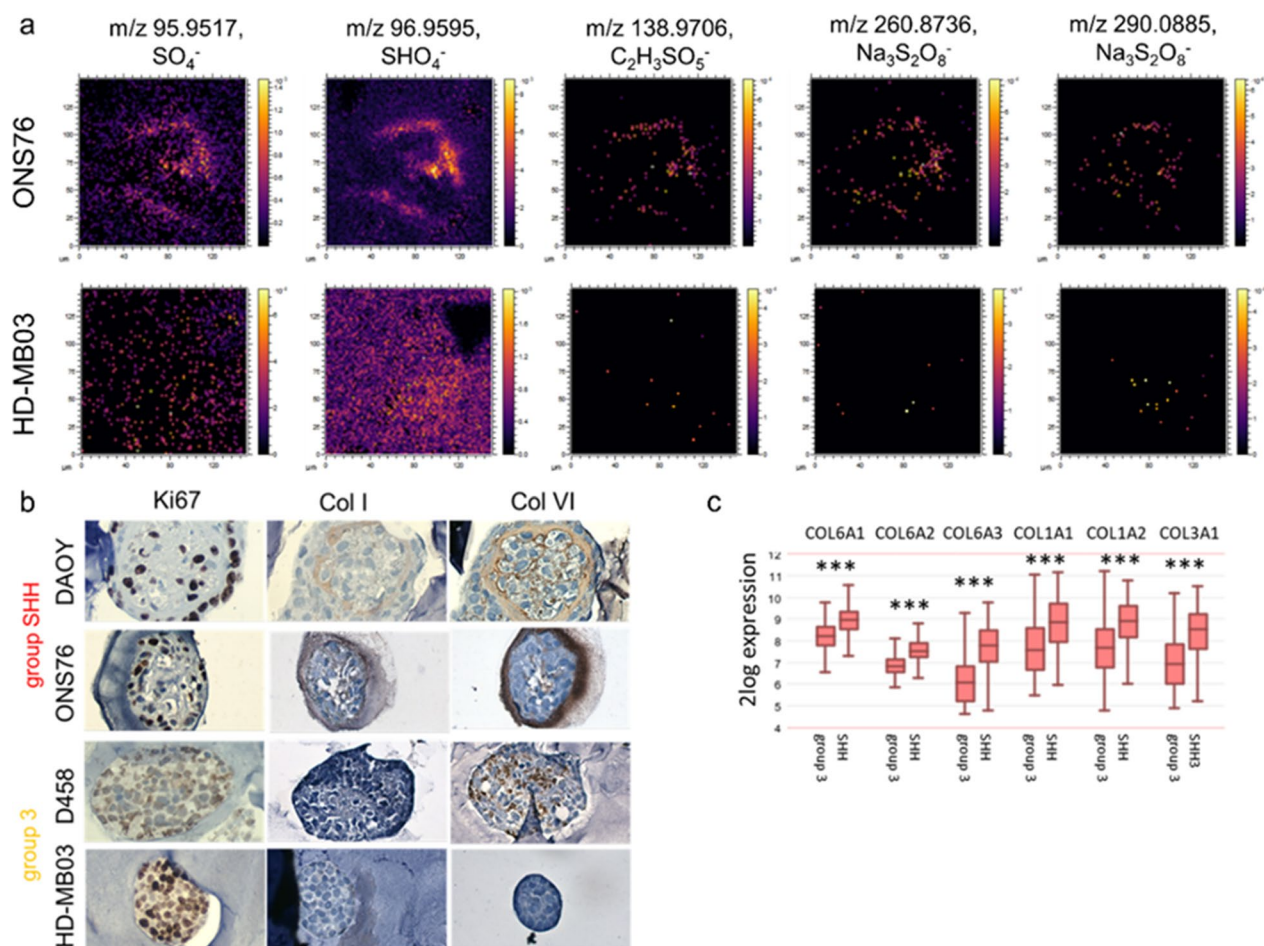 a
m/z 95.9517, m/z 96.9595, m/z 138.9706, m/z 260.8736, m/z 290.0885,
SO₄⁻ SHO₄⁻ C₂H₃SO₅⁻ Na₃S₂O₈⁻ Na₃S₂O₈⁻
ONS76
HD-MB03
b
Ki67 Col I Col VI
group SHH
DAOY
ONS76
group 3
D458
HD-MB03
c
COL6A1 COL6A2 COL6A3 COL1A1 COL1A2 COL3A1
*** *** *** *** *** ***
2log expression
12
11
10
9
8
7
6
5
4
group 3 SHH group 3 SHH group 3 SHH group 3 SHH group 3 SHH group 3 SHH3